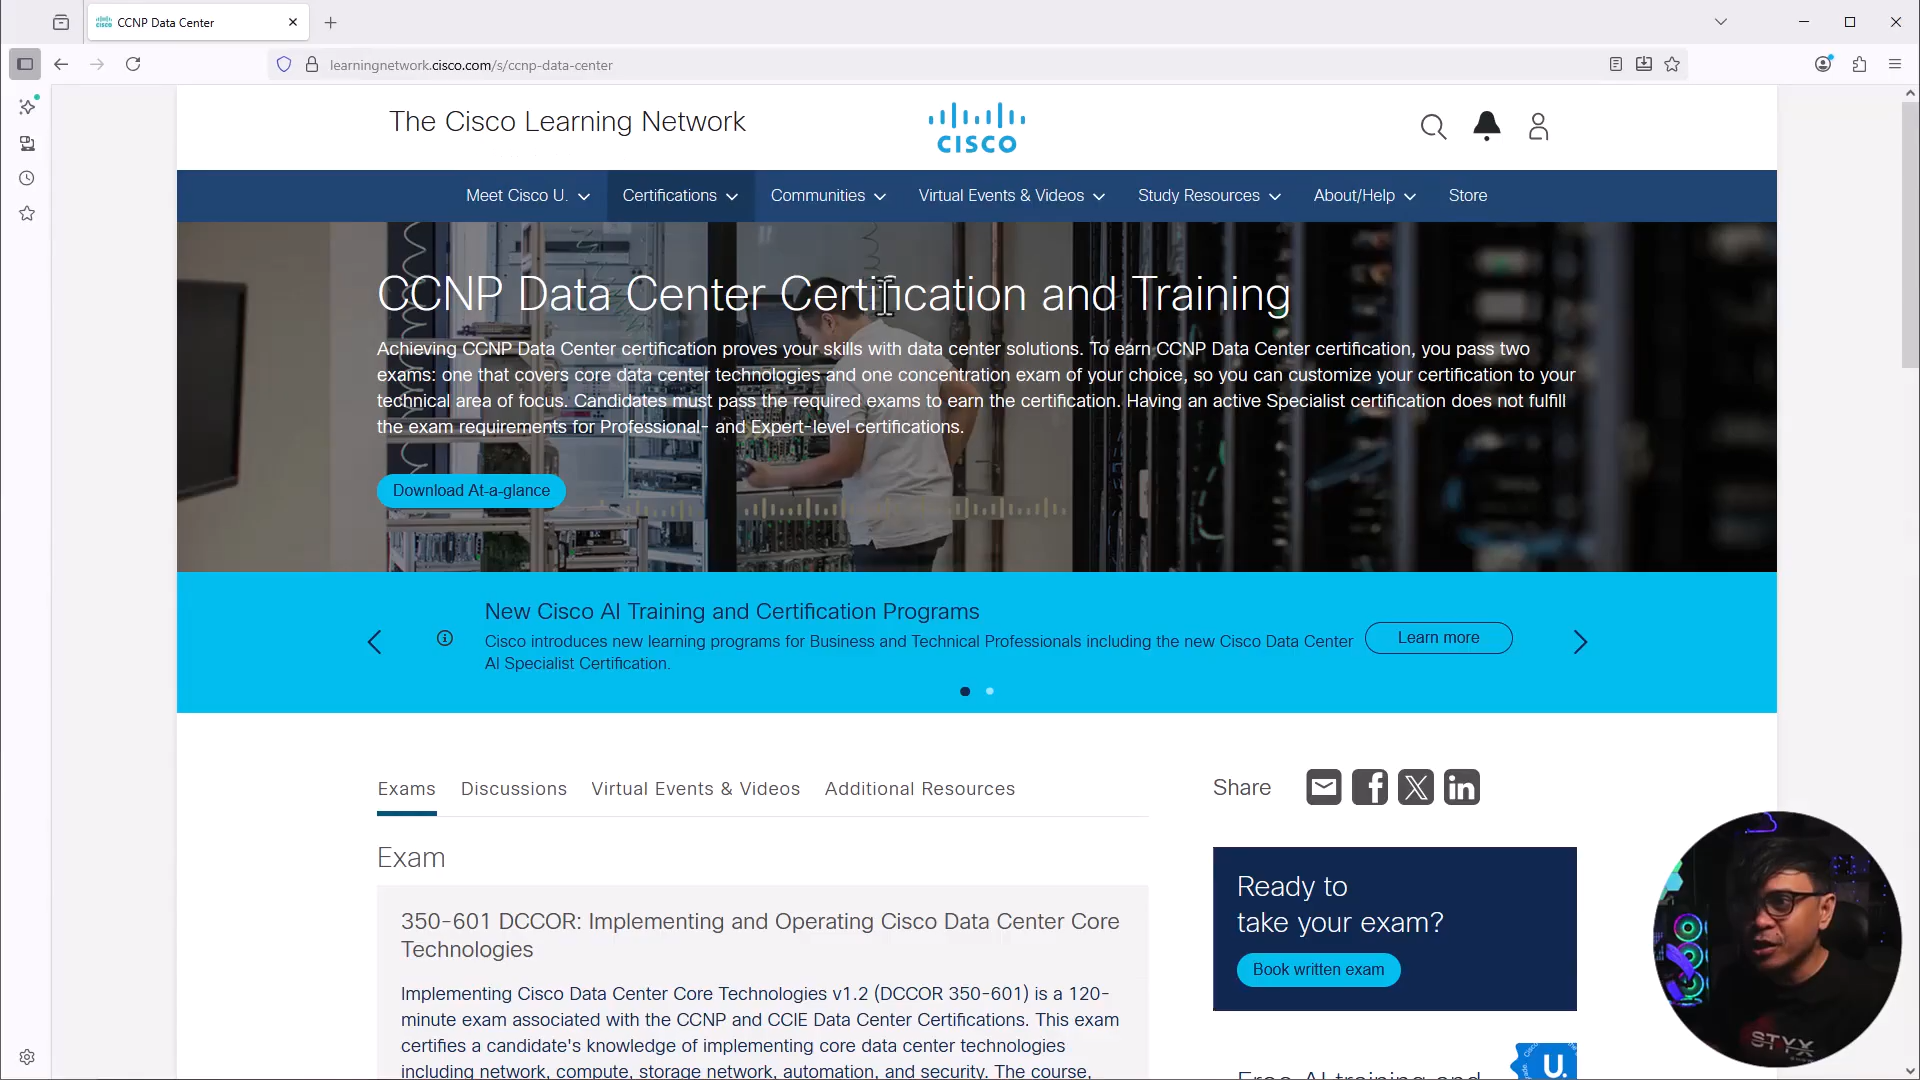 CCNP Data Center
learningnetwork.cisco.com/s/ccnp-data-center
The Cisco Learning Network
CISCO
Meet Cisco U.
Certifications
Communities
Virtual Events & Videos
Study Resources
About/Help
Store
CCNP Data Center Certification and Training
Achieving CCNP Data Center certification proves your skills with data center solutions. To earn CCNP Data Center certification, you pass two
exams: one that covers core data center technologies and one concentration exam of your choice, so you can customize your certification to your
technical area of focus. Candidates must pass the required exams to earn the certification. Having an active Specialist certification does not fulfill
the exam requirements for Professional- and Expert-level certifications.
Download At-a-glance
New Cisco AI Training and Certification Programs
Cisco introduces new learning programs for Business and Technical Professionals including the new Cisco Data Center
AI Specialist Certification.
Learn more
Exams
Discussions
Virtual Events & Videos
Additional Resources
Share
Exam
350-601 DCCOR: Implementing and Operating Cisco Data Center Core
Technologies
Implementing Cisco Data Center Core Technologies v1.2 (DCCOR 350-601) is a 120-
minute exam associated with the CCNP and CCIE Data Center Certifications. This exam
certifies a candidate's knowledge of implementing core data center technologies
including network, compute, storage network, automation, and security. The course,
Ready to
take your exam?
Book written exam
Free AI training and
U.
STYX